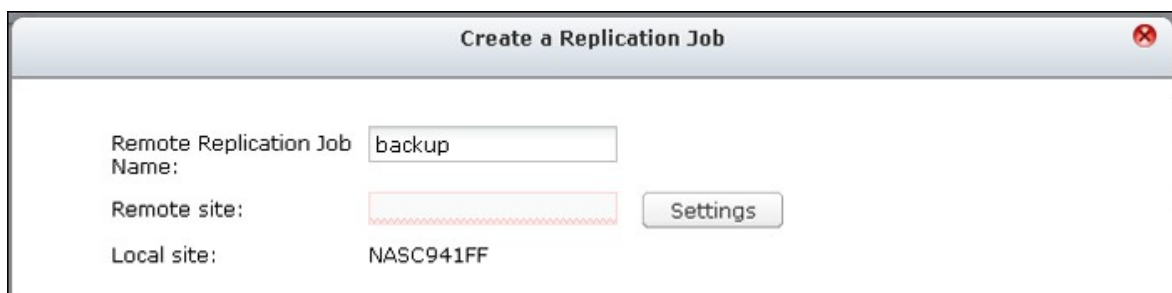 Create a Replication Job
Remote Replication Job Name: backup
Remote site: Settings
Local site: NASC941FF